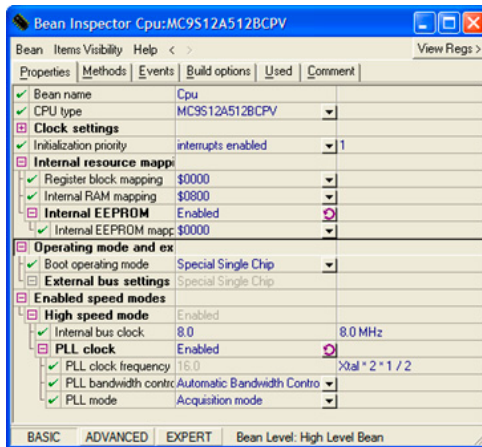 Bean Inspector Cpu:MC9S12A512BCPV
Bean Items Visibility Help < > View Regs >
Properties Methods Events Build options Used Comment
Bean name Cpu
CPU type MC9S12A512BCPV
Clock settings
Initialization priority interrupts enabled 1
Internal resource mappi
Register block mapping $0000
Internal RAM mapping $0800
Internal EEPROM Enabled
Internal EEPROM mapp $0000
Operating mode and ex
Boot operating mode Special Single Chip
External bus settings Special Single Chip
Enabled speed modes
High speed mode Enabled
Internal bus clock 8.0 8.0 MHz
PLL clock Enabled
PLL clock frequency 16.0 Xtal * 2 * 1 / 2
PLL bandwidth contro Automatic Bandwidth Contro
PLL mode Acquisition mode
BASIC ADVANCED EXPERT Bean Level: High Level Bean